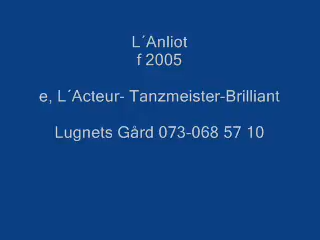 L´Anliot
f 2005
e, L´Acteur- Tanzmeister-Brilliant
Lugnets Gård 073-068 57 10